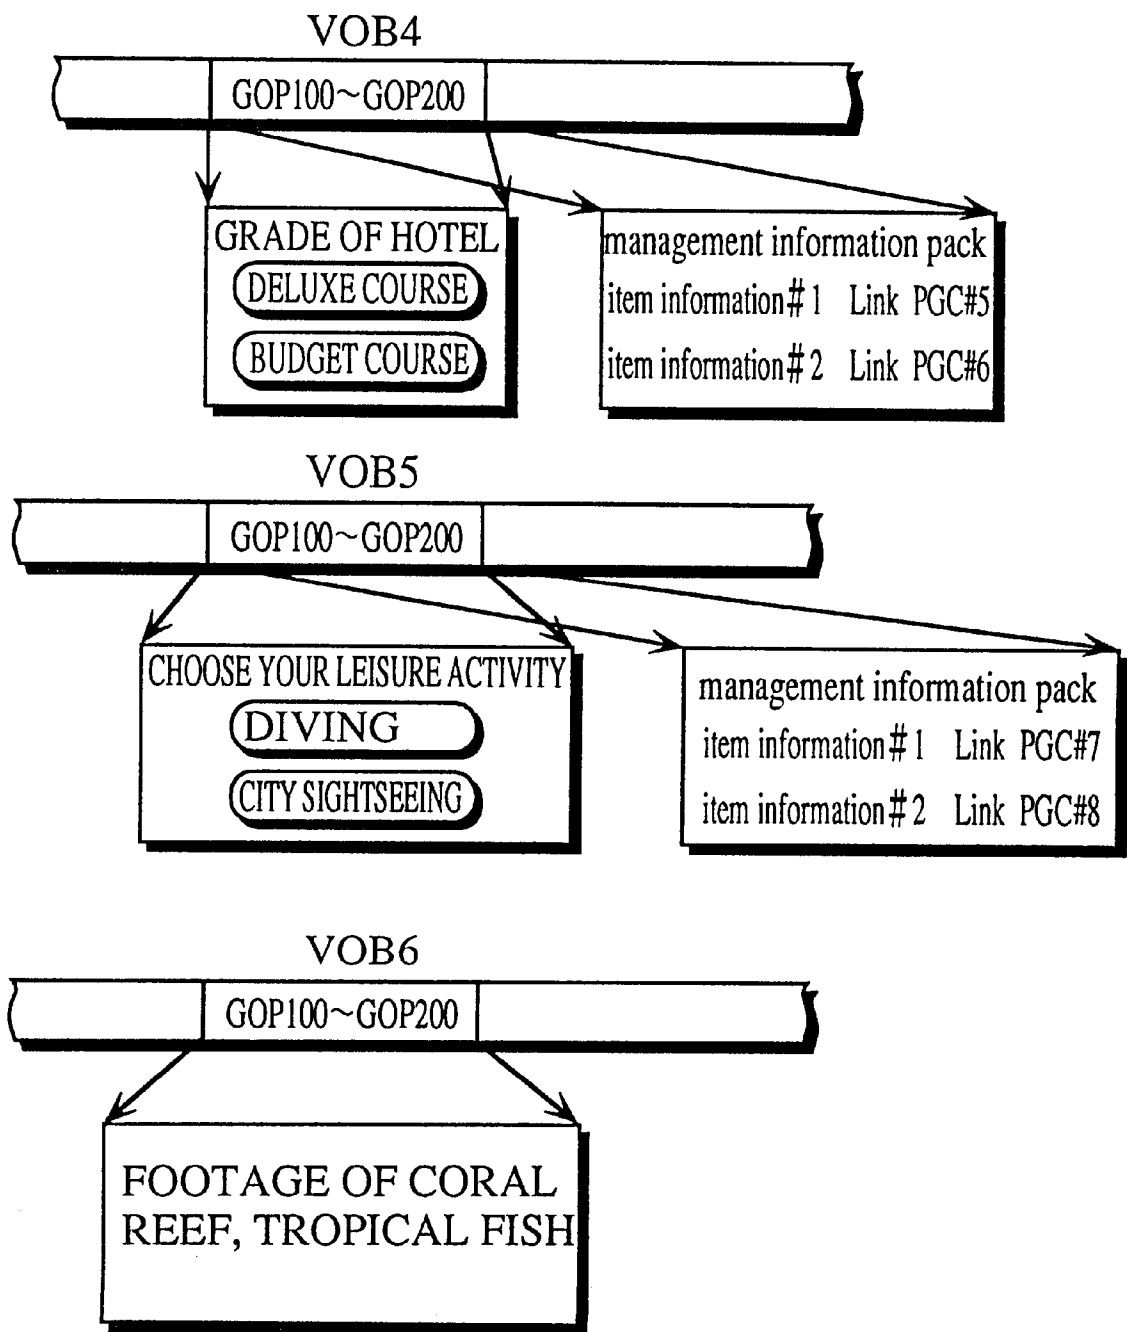 VOB4
GOP100~GOP200
GRADE OF HOTEL
DELUXE COURSE
BUDGET COURSE
management information pack
item information#1 Link PGC#5
item information#2 Link PGC#6
VOB5
GOP100~GOP200
CHOOSE YOUR LEISURE ACTIVITY
DIVING
CITY SIGHTSEEING
management information pack
item information#1 Link PGC#7
item information#2 Link PGC#8
VOB6
GOP100~GOP200
FOOTAGE OF CORAL
REEF, TROPICAL FISH